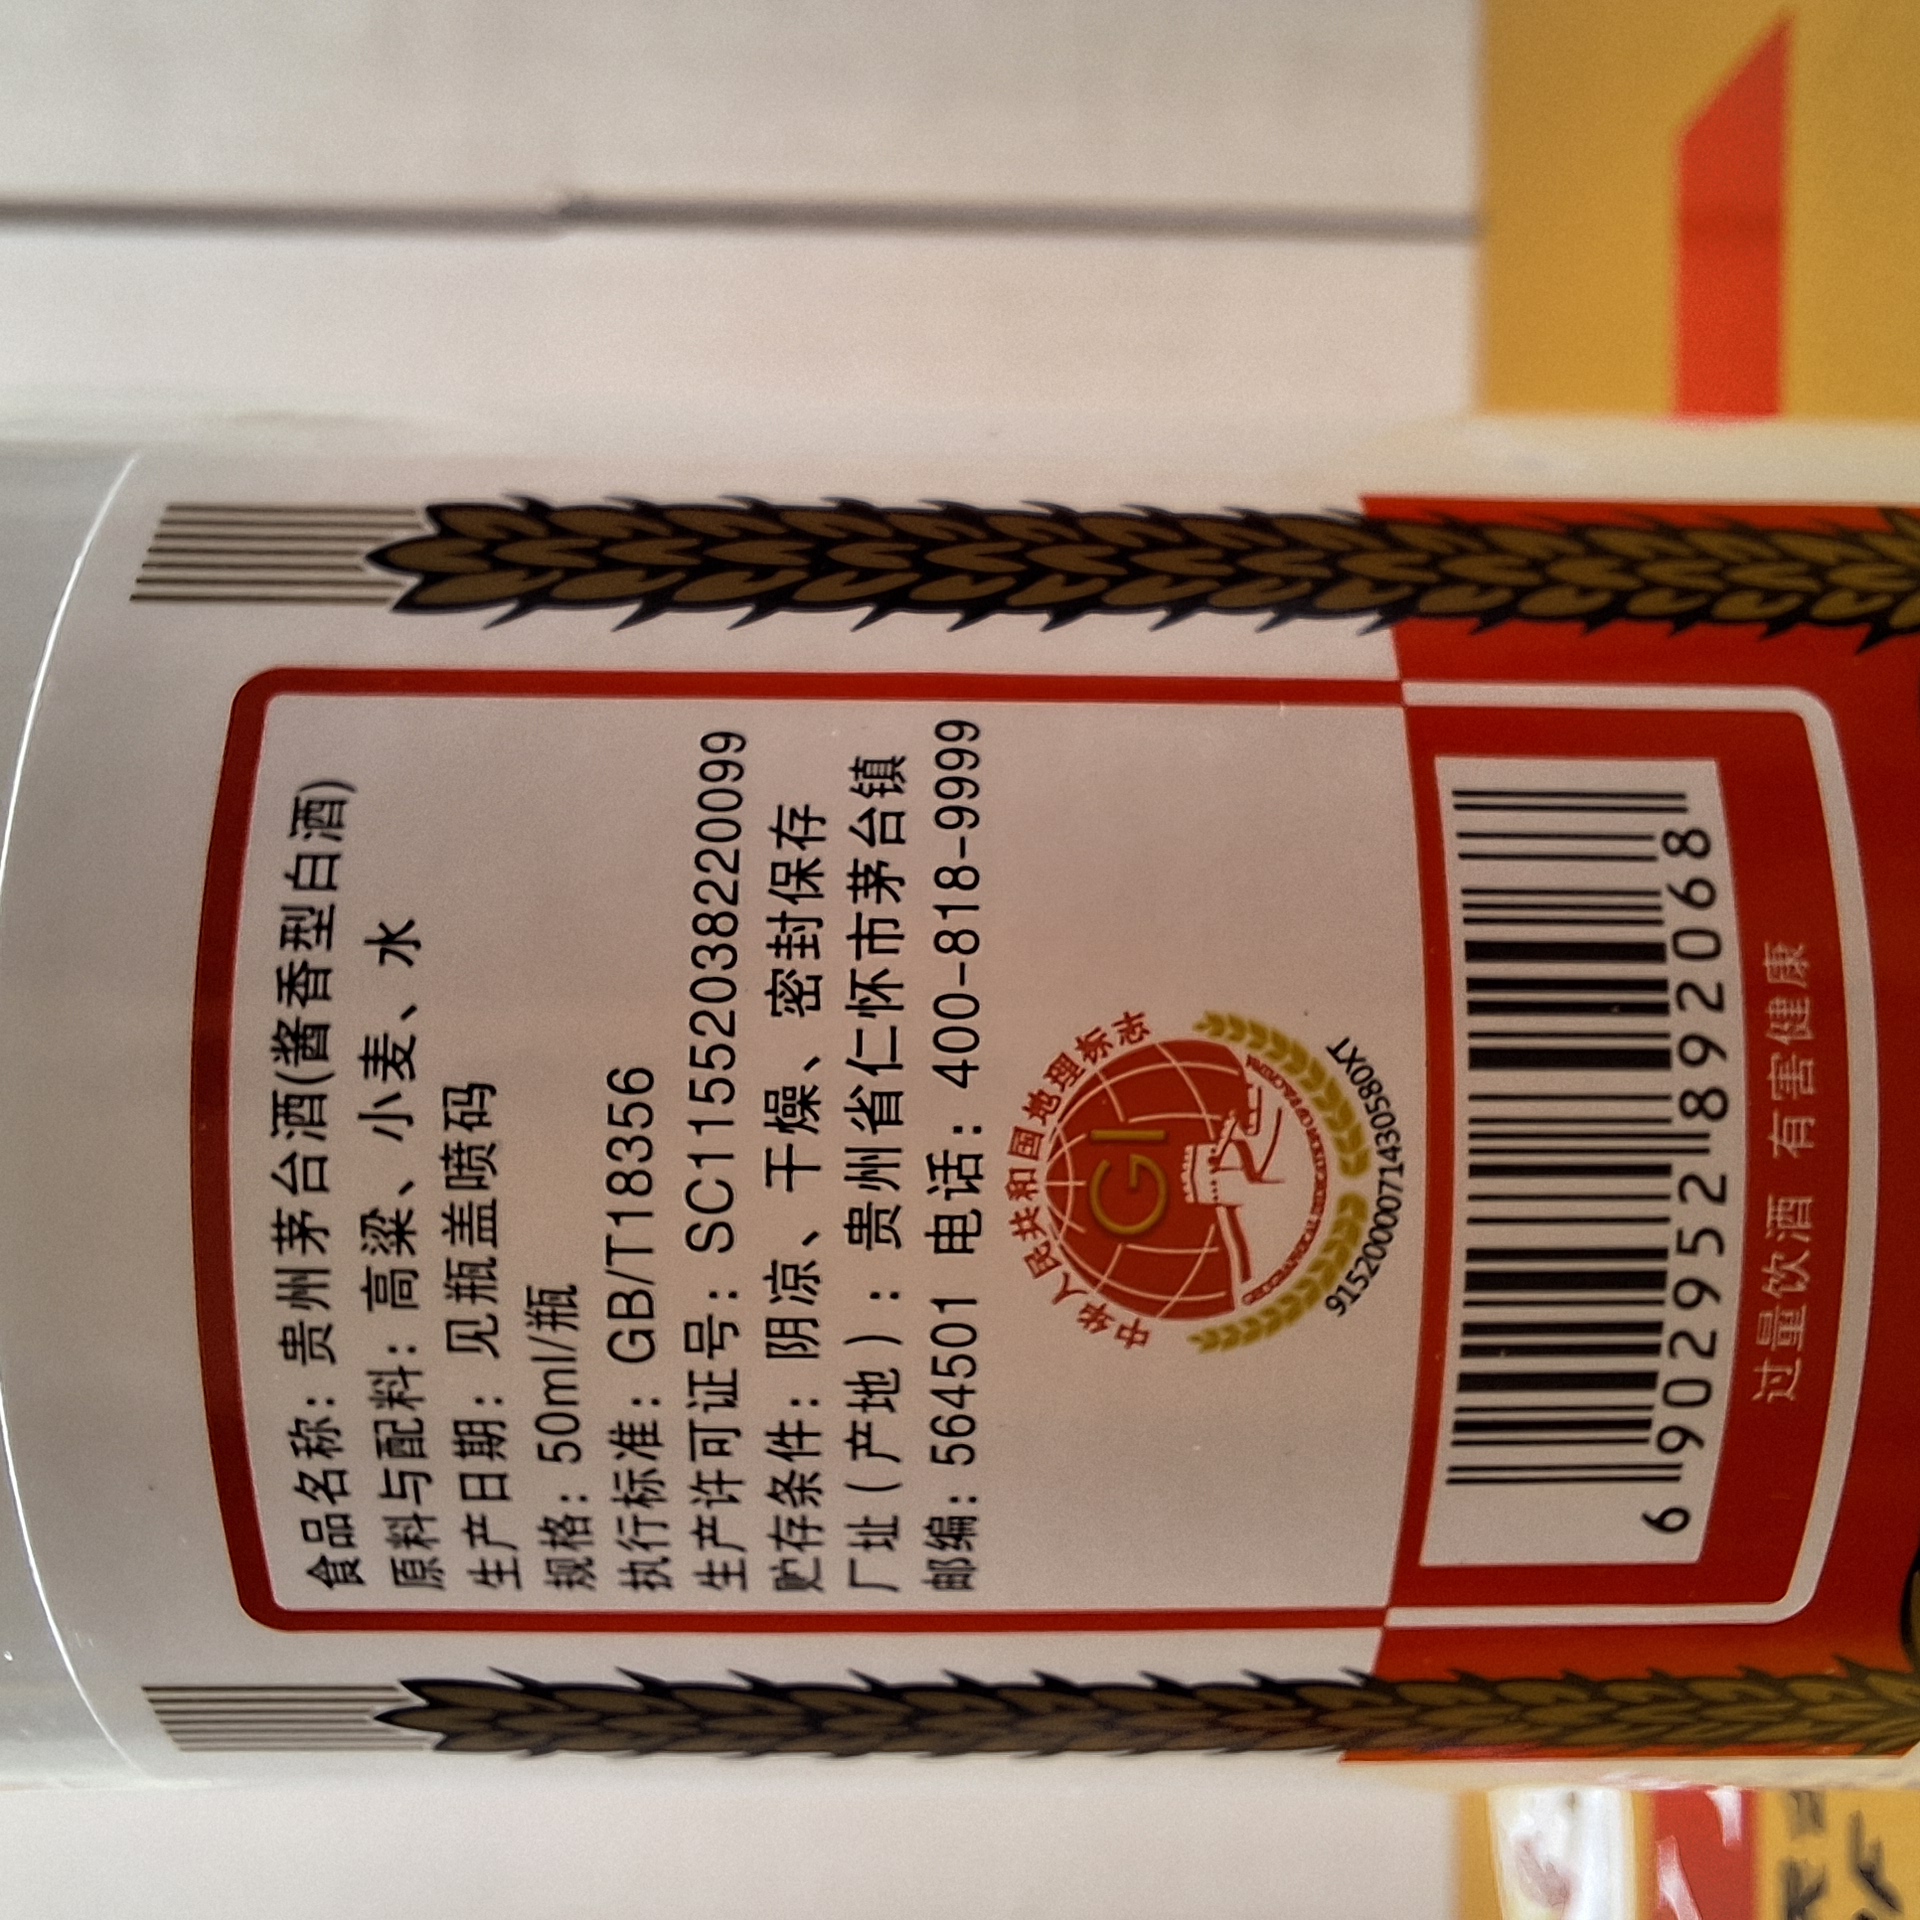 食品名称: 贵州茅台酒(酱香型白酒)
原料与配料: 高粱、小麦、水
生产日期: 见瓶盖喷码
规格: 50ml/瓶
执行标准: GB/T18356
生产许可证号: SC11552038220099
贮存条件: 阴凉、干燥、密封保存
厂址(产地): 贵州省仁怀市茅台镇
邮编: 564501 电话: 400-818-9999
中华人民共和国地理标志
GI
91520000714305580XT
6 902952 892068
过量饮酒 有害健康